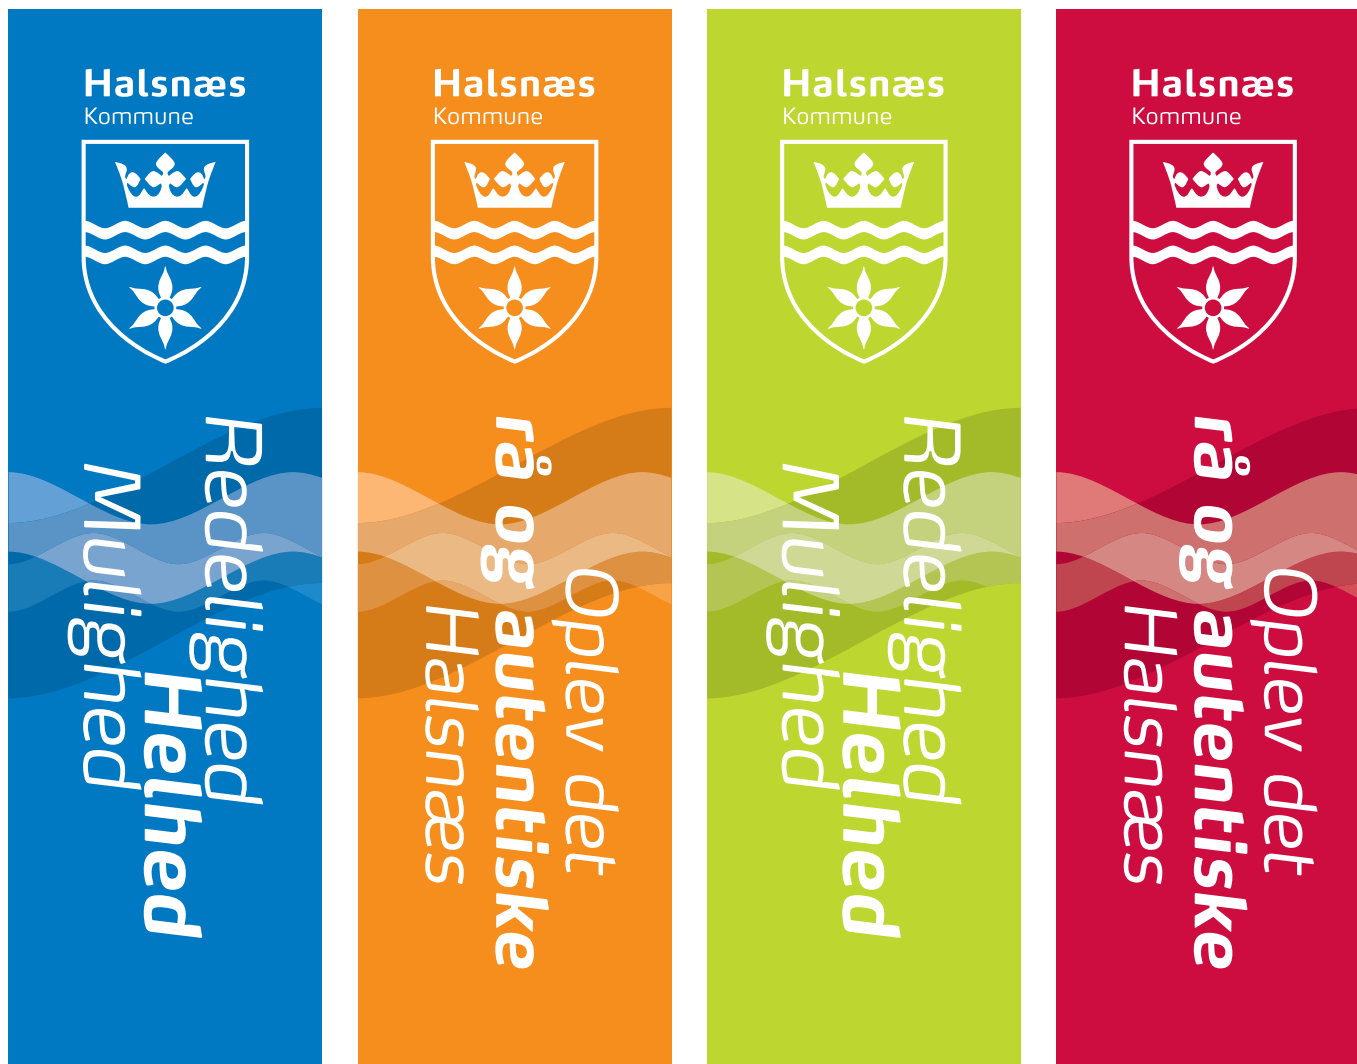 Halsnæs
Kommune
Redelighed
Helhed
Mulighed
Halsnæs
Kommune
Oplev det
rå og autentiske
Halsnæs
Halsnæs
Kommune
Redelighed
Helhed
Mulighed
Halsnæs
Kommune
Oplev det
rå og autentiske
Halsnæs